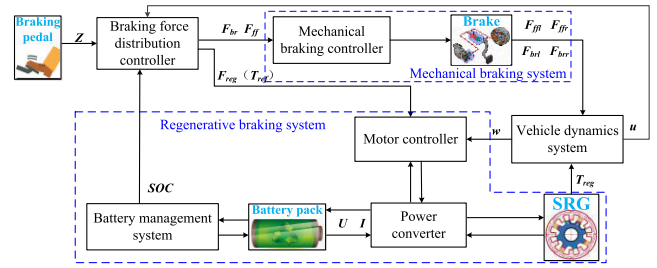 Braking
pedal
Z
Braking force
distribution
controller
F_br F_ff
Mechanical
braking controller
Brake
F_ffl F_ffr
F_brl F_brr
Mechanical braking system
F_reg (T_reg)
Regenerative braking system
Motor controller
w
Vehicle dynamics
system
u
SOC
T_reg
Battery management
system
Battery pack
U I
Power
converter
SRG